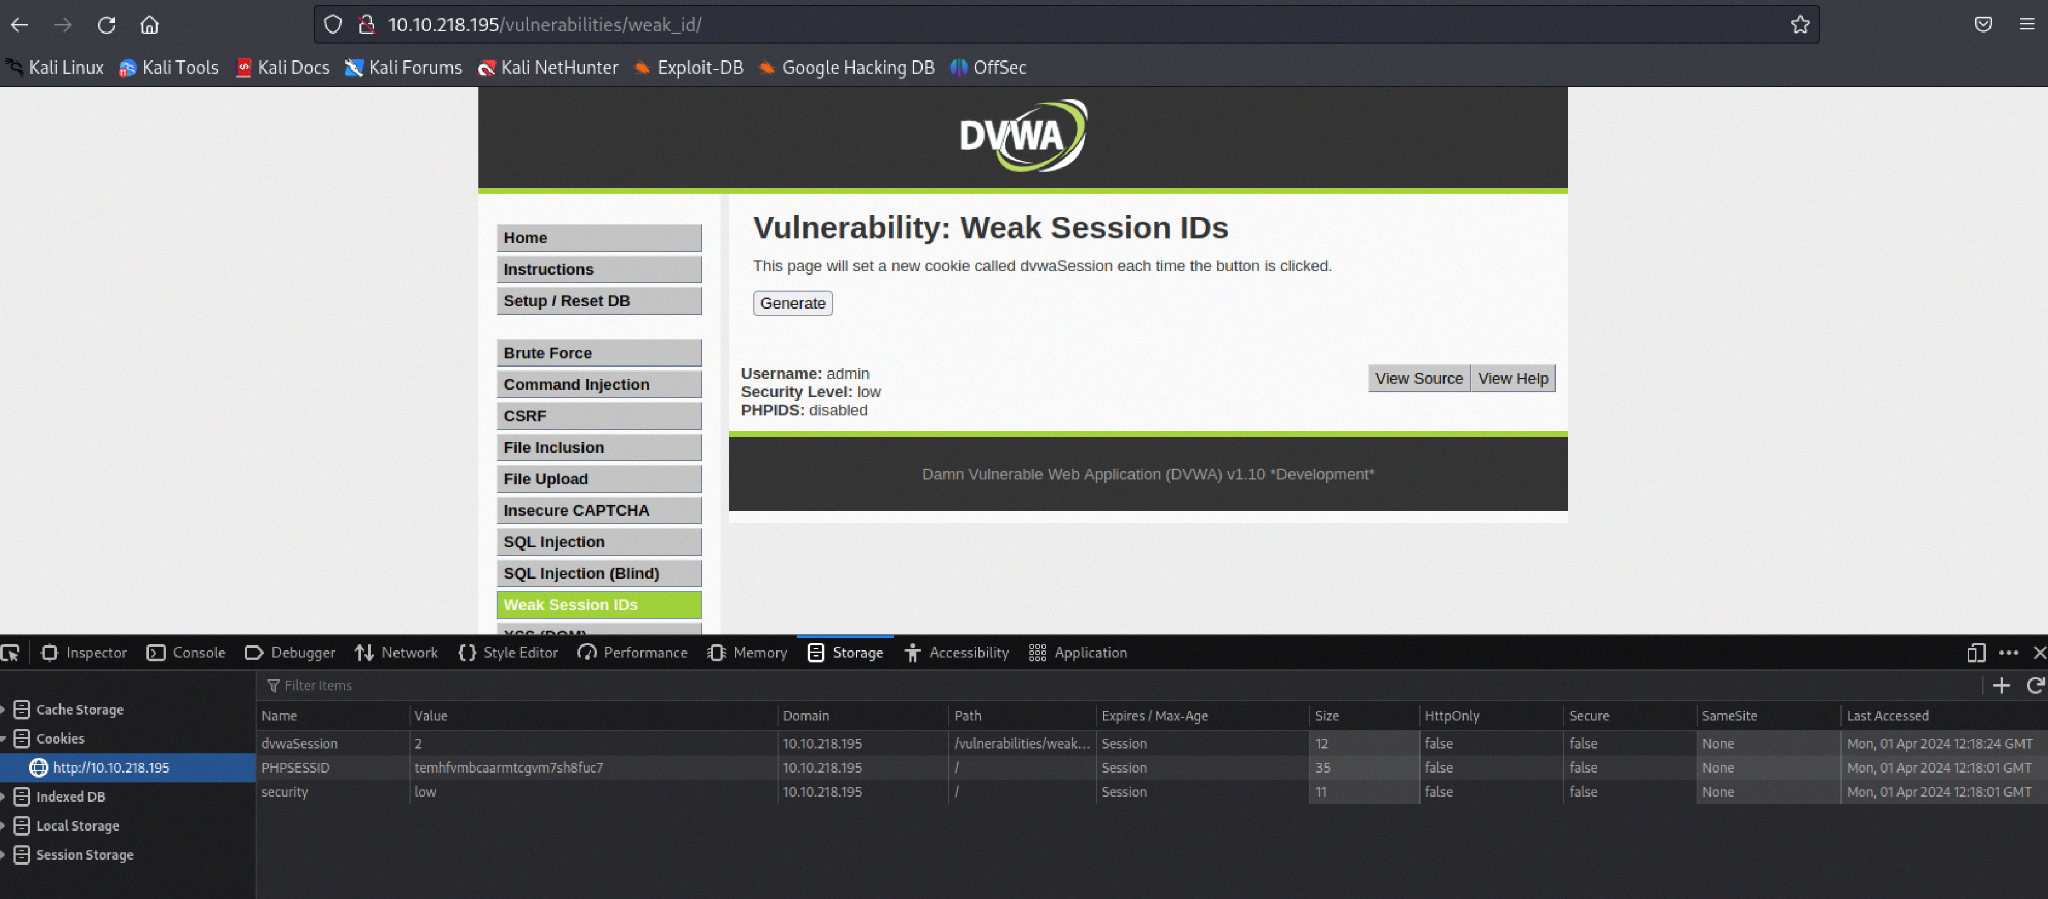 10.10.218.195/vulnerabilities/weak_id/
Kali Linux Kali Tools Kali Docs Kali Forums Kali NetHunter Exploit-DB Google Hacking DB OffSec
DVWA
Home
Instructions
Setup / Reset DB
Brute Force
Command Injection
CSRF
File Inclusion
File Upload
Insecure CAPTCHA
SQL Injection
SQL Injection (Blind)
Weak Session IDs
XSS (DOM)
Vulnerability: Weak Session IDs
This page will set a new cookie called dvwaSession each time the button is clicked.
Generate
Username: admin
Security Level: low
PHPIDS: disabled
View Source View Help
Damn Vulnerable Web Application (DVWA) v1.10 *Development*
Inspector Console Debugger Network Style Editor Performance Memory Storage Accessibility Application
Cache Storage
Cookies
http://10.10.218.195
Indexed DB
Local Storage
Session Storage
Filter Items
Name Value Domain Path Expires / Max-Age Size HttpOnly Secure SameSite Last Accessed
dvwaSession 2 10.10.218.195 /vulnerabilities/weak... Session 12 false false None Mon, 01 Apr 2024 12:18:24 GMT
PHPSESSID temhfvmbcaarmtcgvm7sh8fuc7 10.10.218.195 / Session 35 false false None Mon, 01 Apr 2024 12:18:01 GMT
security low 10.10.218.195 / Session 11 false false None Mon, 01 Apr 2024 12:18:01 GMT